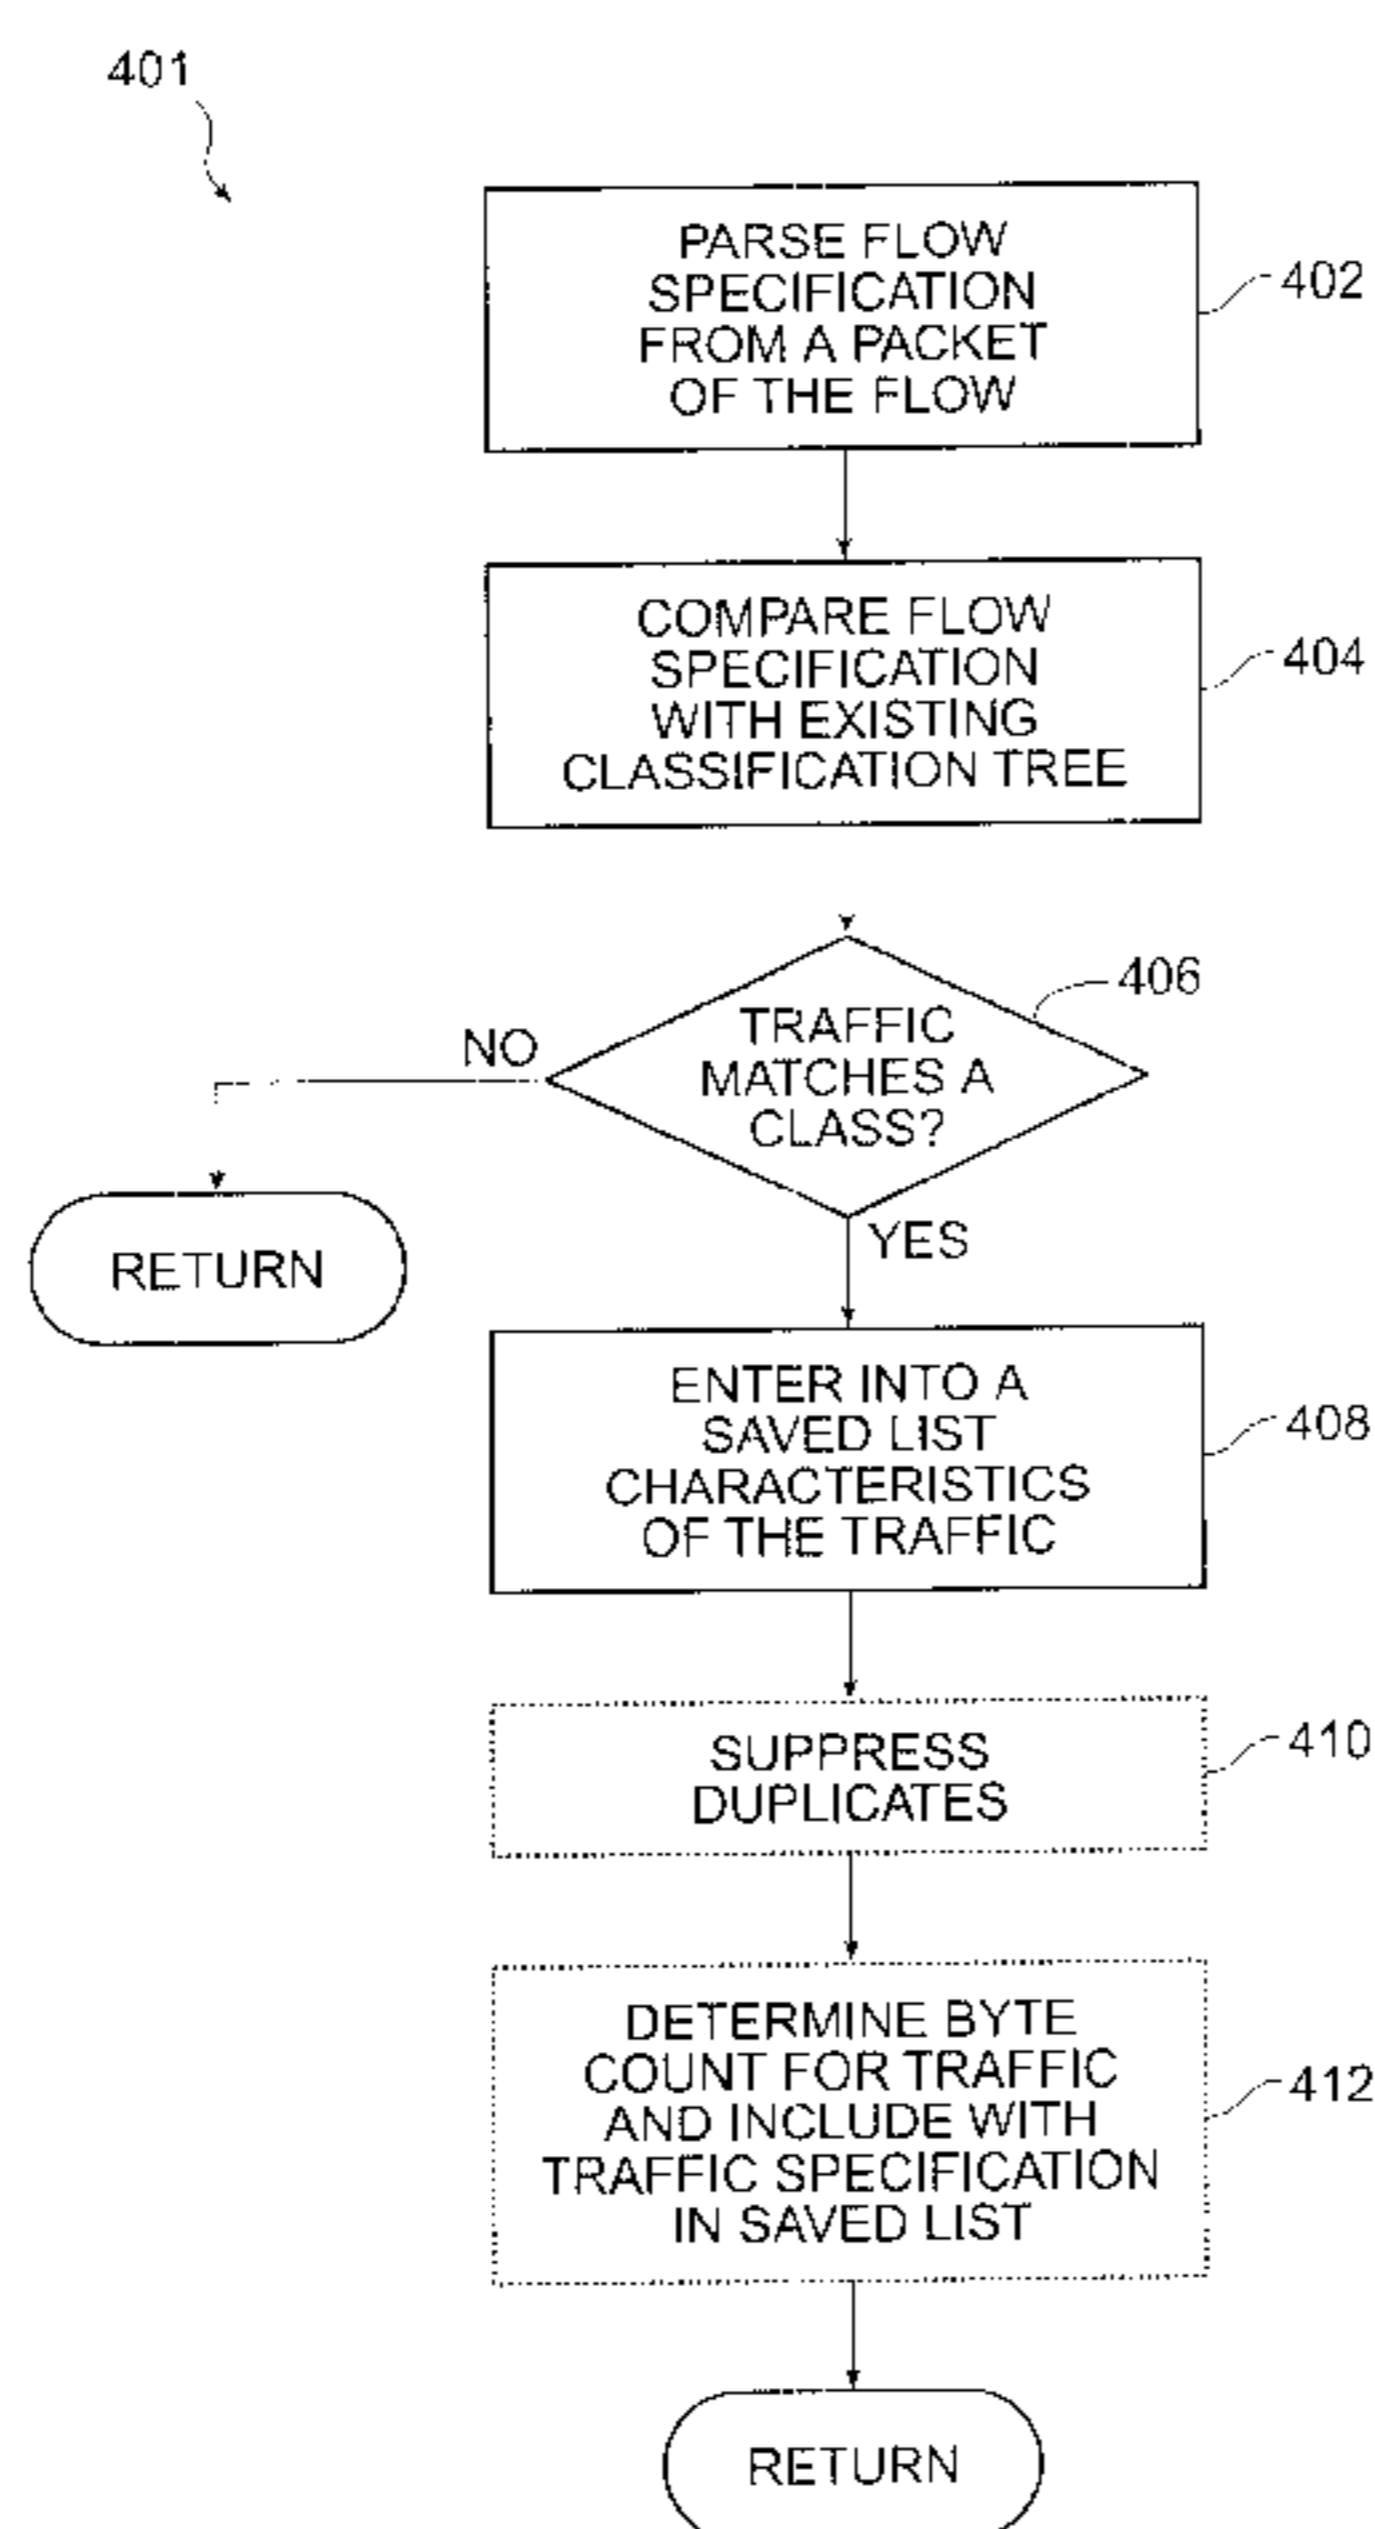 401
PARSE FLOW
SPECIFICATION
FROM A PACKET
OF THE FLOW
402
COMPARE FLOW
SPECIFICATION
WITH EXISTING
CLASSIFICATION TREE
404
TRAFFIC
MATCHES A
CLASS?
406
NO
YES
RETURN
ENTER INTO A
SAVED LIST
CHARACTERISTICS
OF THE TRAFFIC
408
SUPPRESS
DUPLICATES
410
DETERMINE BYTE
COUNT FOR TRAFFIC
AND INCLUDE WITH
TRAFFIC SPECIFICATION
IN SAVED LIST
412
RETURN